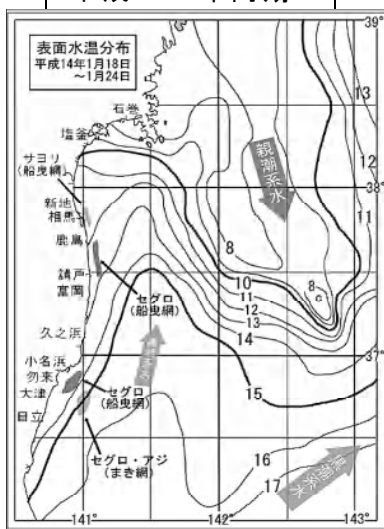 表面水温分布
平成14年1月18日
～1月24日
39°
13
石巻
塩釜
12
サヨリ
(船曳網)
親潮系水
38°
新地
相馬
11
鹿島
8
8
請戸
10
富岡
11
セグロ
(船曳網)
12
13
久之浜
14
小名浜
37°
勿来
セグロ
(船曳網)
15
大津
日立
16
セグロ・アジ
(まき網)
17
黒潮系水
141°
142°
143°